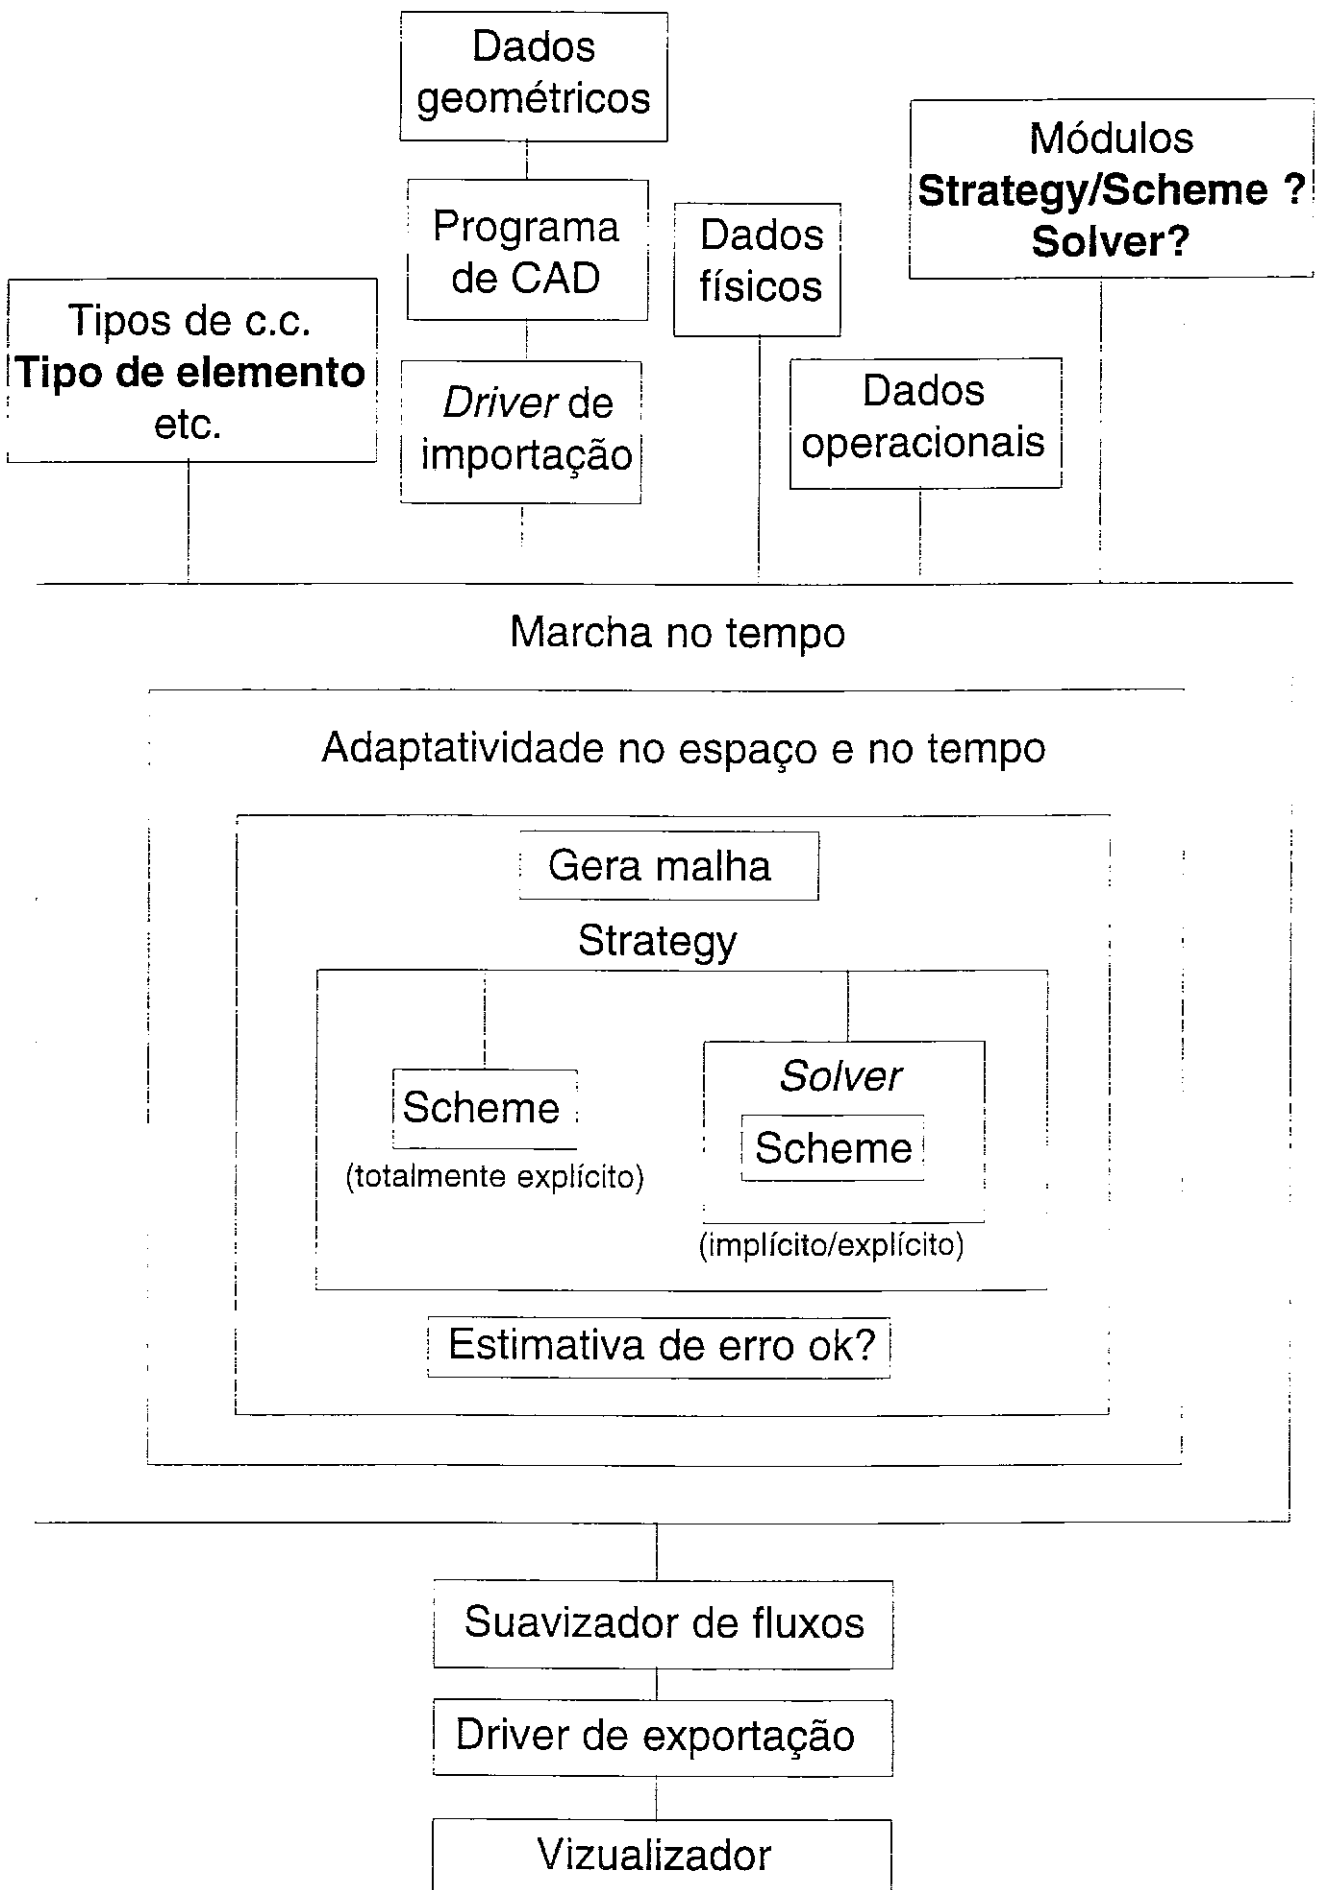 Dados
geométricos
Programa
de CAD
Driver de
importação
Tipos de c.c.
Tipo de elemento
etc.
Dados
físicos
Dados
operacionais
Módulos
Strategy/Scheme ?
Solver?
Marcha no tempo
Adaptatividade no espaço e no tempo
Gera malha
Strategy
Scheme
(totalmente explícito)
Solver
Scheme
(implícito/explícito)
Estimativa de erro ok?
Suavizador de fluxos
Driver de exportação
Vizualizador